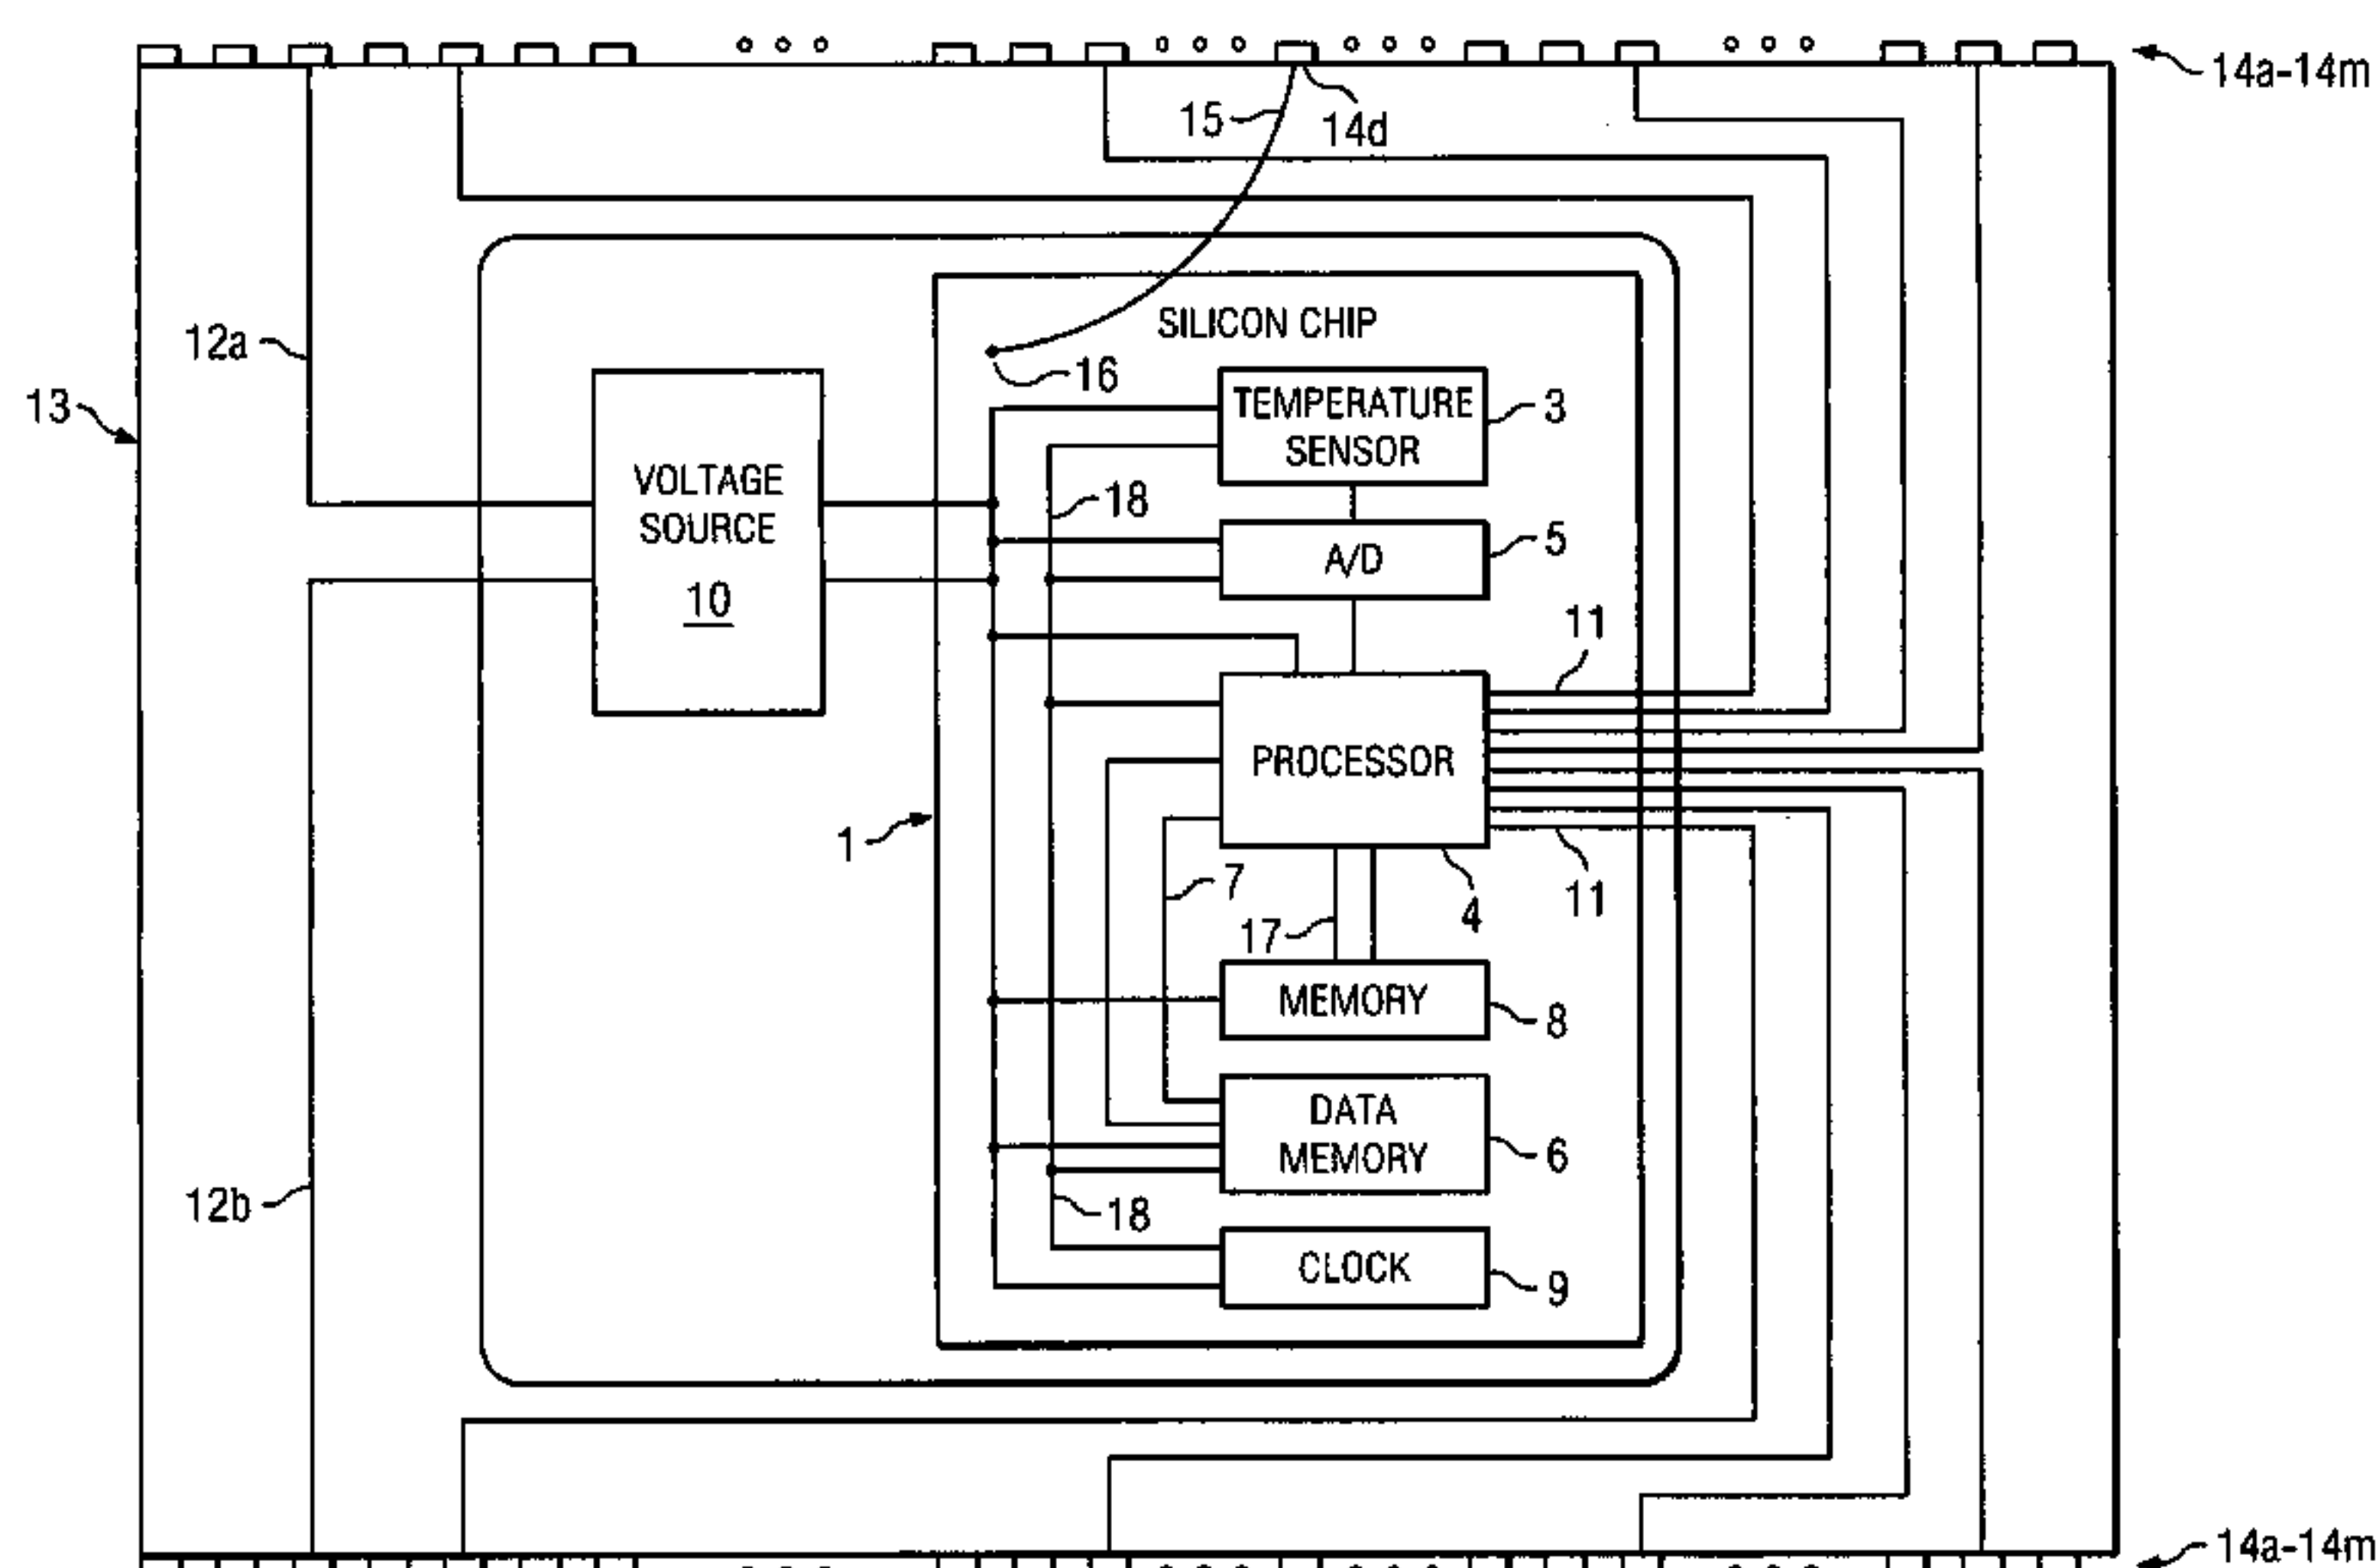 14a-14m
15
14d
12a
SILICON CHIP
16
13
TEMPERATURE
SENSOR
3
VOLTAGE
SOURCE
10
18
A/D
5
11
PROCESSOR
1
7
17
4
11
MEMORY
8
DATA
MEMORY
6
12b
18
CLOCK
9
14a-14m